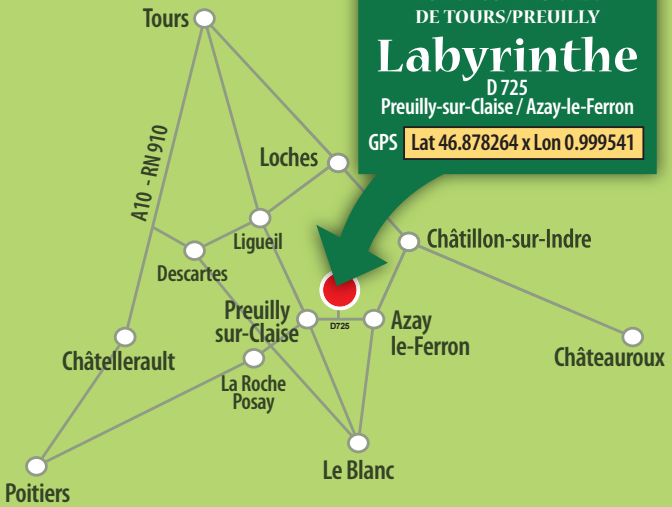 DE TOURS/PREUILLY
Labyrinthe
D 725
Preuilly-sur-Claise / Azay-le-Ferron
GPS Lat 46.878264 x Lon 0.999541
Tours
A10 - RN 910
Loches
Ligueil
Châtillon-sur-Indre
Descartes
Preuilly
sur-Claise
D725
Azay
le-Ferron
Châtellerault
Châteauroux
La Roche
Posay
Le Blanc
Poitiers